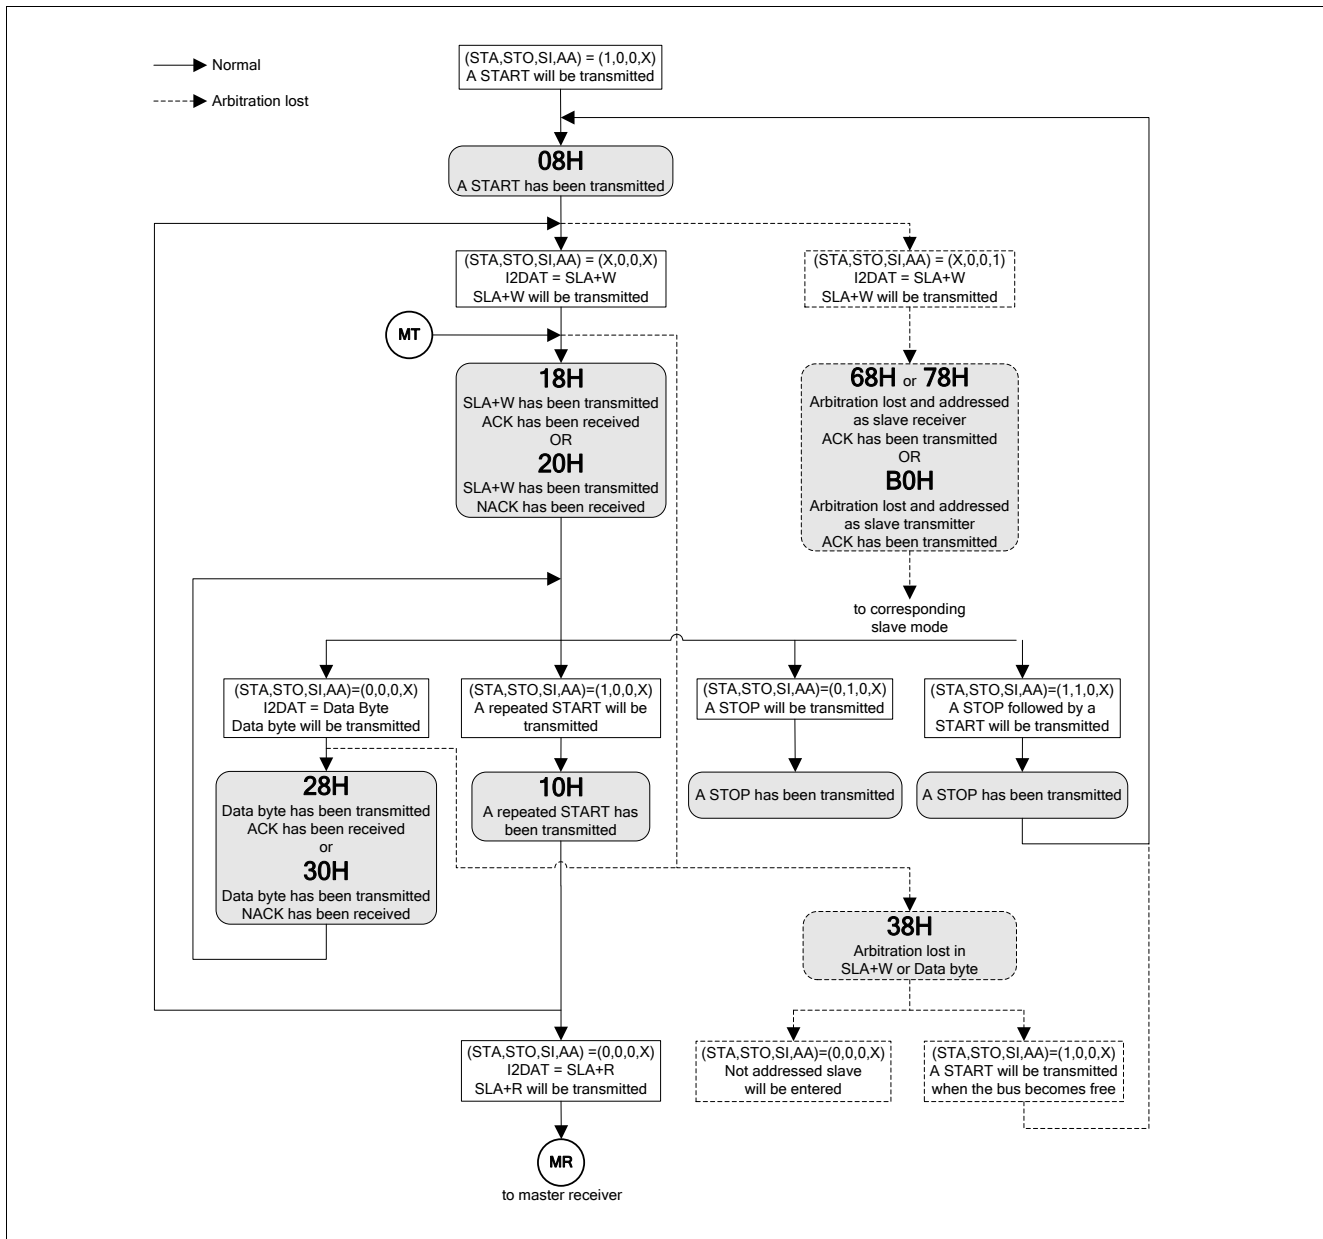 (STA,STO,SI,AA) = (1,0,0,X)
A START will be transmitted
Normal
Arbitration lost
08H
A START has been transmitted
(STA,STO,SI,AA) = (X,0,0,X)
I2DAT = SLA+W
SLA+W will be transmitted
(STA,STO,SI,AA) = (X,0,0,1)
I2DAT = SLA+W
SLA+W will be transmitted
MT
18H
SLA+W has been transmitted
ACK has been received
OR
20H
SLA+W has been transmitted
NACK has been received
68H or 78H
Arbitration lost and addressed
as slave receiver
ACK has been transmitted
OR
B0H
Arbitration lost and addressed
as slave transmitter
ACK has been transmitted
to corresponding
slave mode
(STA,STO,SI,AA)=(0,0,0,X)
I2DAT = Data Byte
Data byte will be transmitted
(STA,STO,SI,AA)=(1,0,0,X)
A repeated START will be
transmitted
(STA,STO,SI,AA)=(0,1,0,X)
A STOP will be transmitted
(STA,STO,SI,AA)=(1,1,0,X)
A STOP followed by a
START will be transmitted
28H
Data byte has been transmitted
ACK has been received
or
30H
Data byte has been transmitted
NACK has been received
10H
A repeated START has
been transmitted
A STOP has been transmitted
A STOP has been transmitted
38H
Arbitration lost in
SLA+W or Data byte
(STA,STO,SI,AA) =(0,0,0,X)
I2DAT = SLA+R
SLA+R will be transmitted
(STA,STO,SI,AA)=(0,0,0,X)
Not addressed slave
will be entered
(STA,STO,SI,AA)=(1,0,0,X)
A START will be transmitted
when the bus becomes free
MR
to master receiver